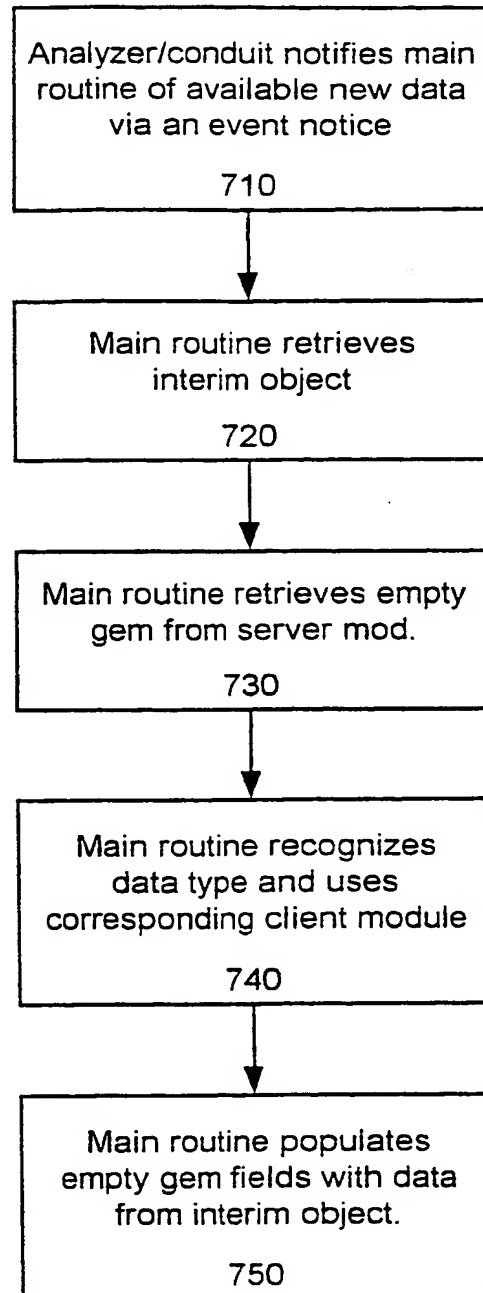 Analyzer/conduit notifies main
routine of available new data
via an event notice
710
Main routine retrieves
interim object
720
Main routine retrieves empty
gem from server mod.
730
Main routine recognizes
data type and uses
corresponding client module
740
Main routine populates
empty gem fields with data
from interim object.
750